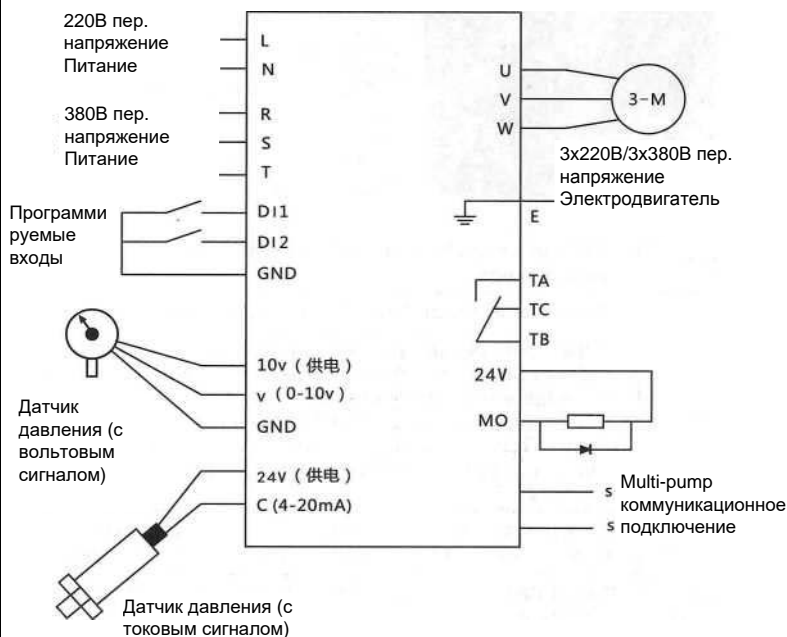 220В пер.
напряжение
Питание
L
N
380В пер.
напряжение
Питание
R
S
T
Программи
руемые
входы
DI1
DI2
GND
10v ( 供电 )
v ( 0-10v )
GND
Датчик
давления (с
вольтовым
сигналом)
24V ( 供电 )
C (4-20mA)
Датчик давления (с
токовым сигналом)
U
V
W
3-M
3x220В/3x380В пер.
напряжение
Электродвигатель
E
TA
TC
TB
24V
MO
s Multi-pump
коммуникационное
s подключение